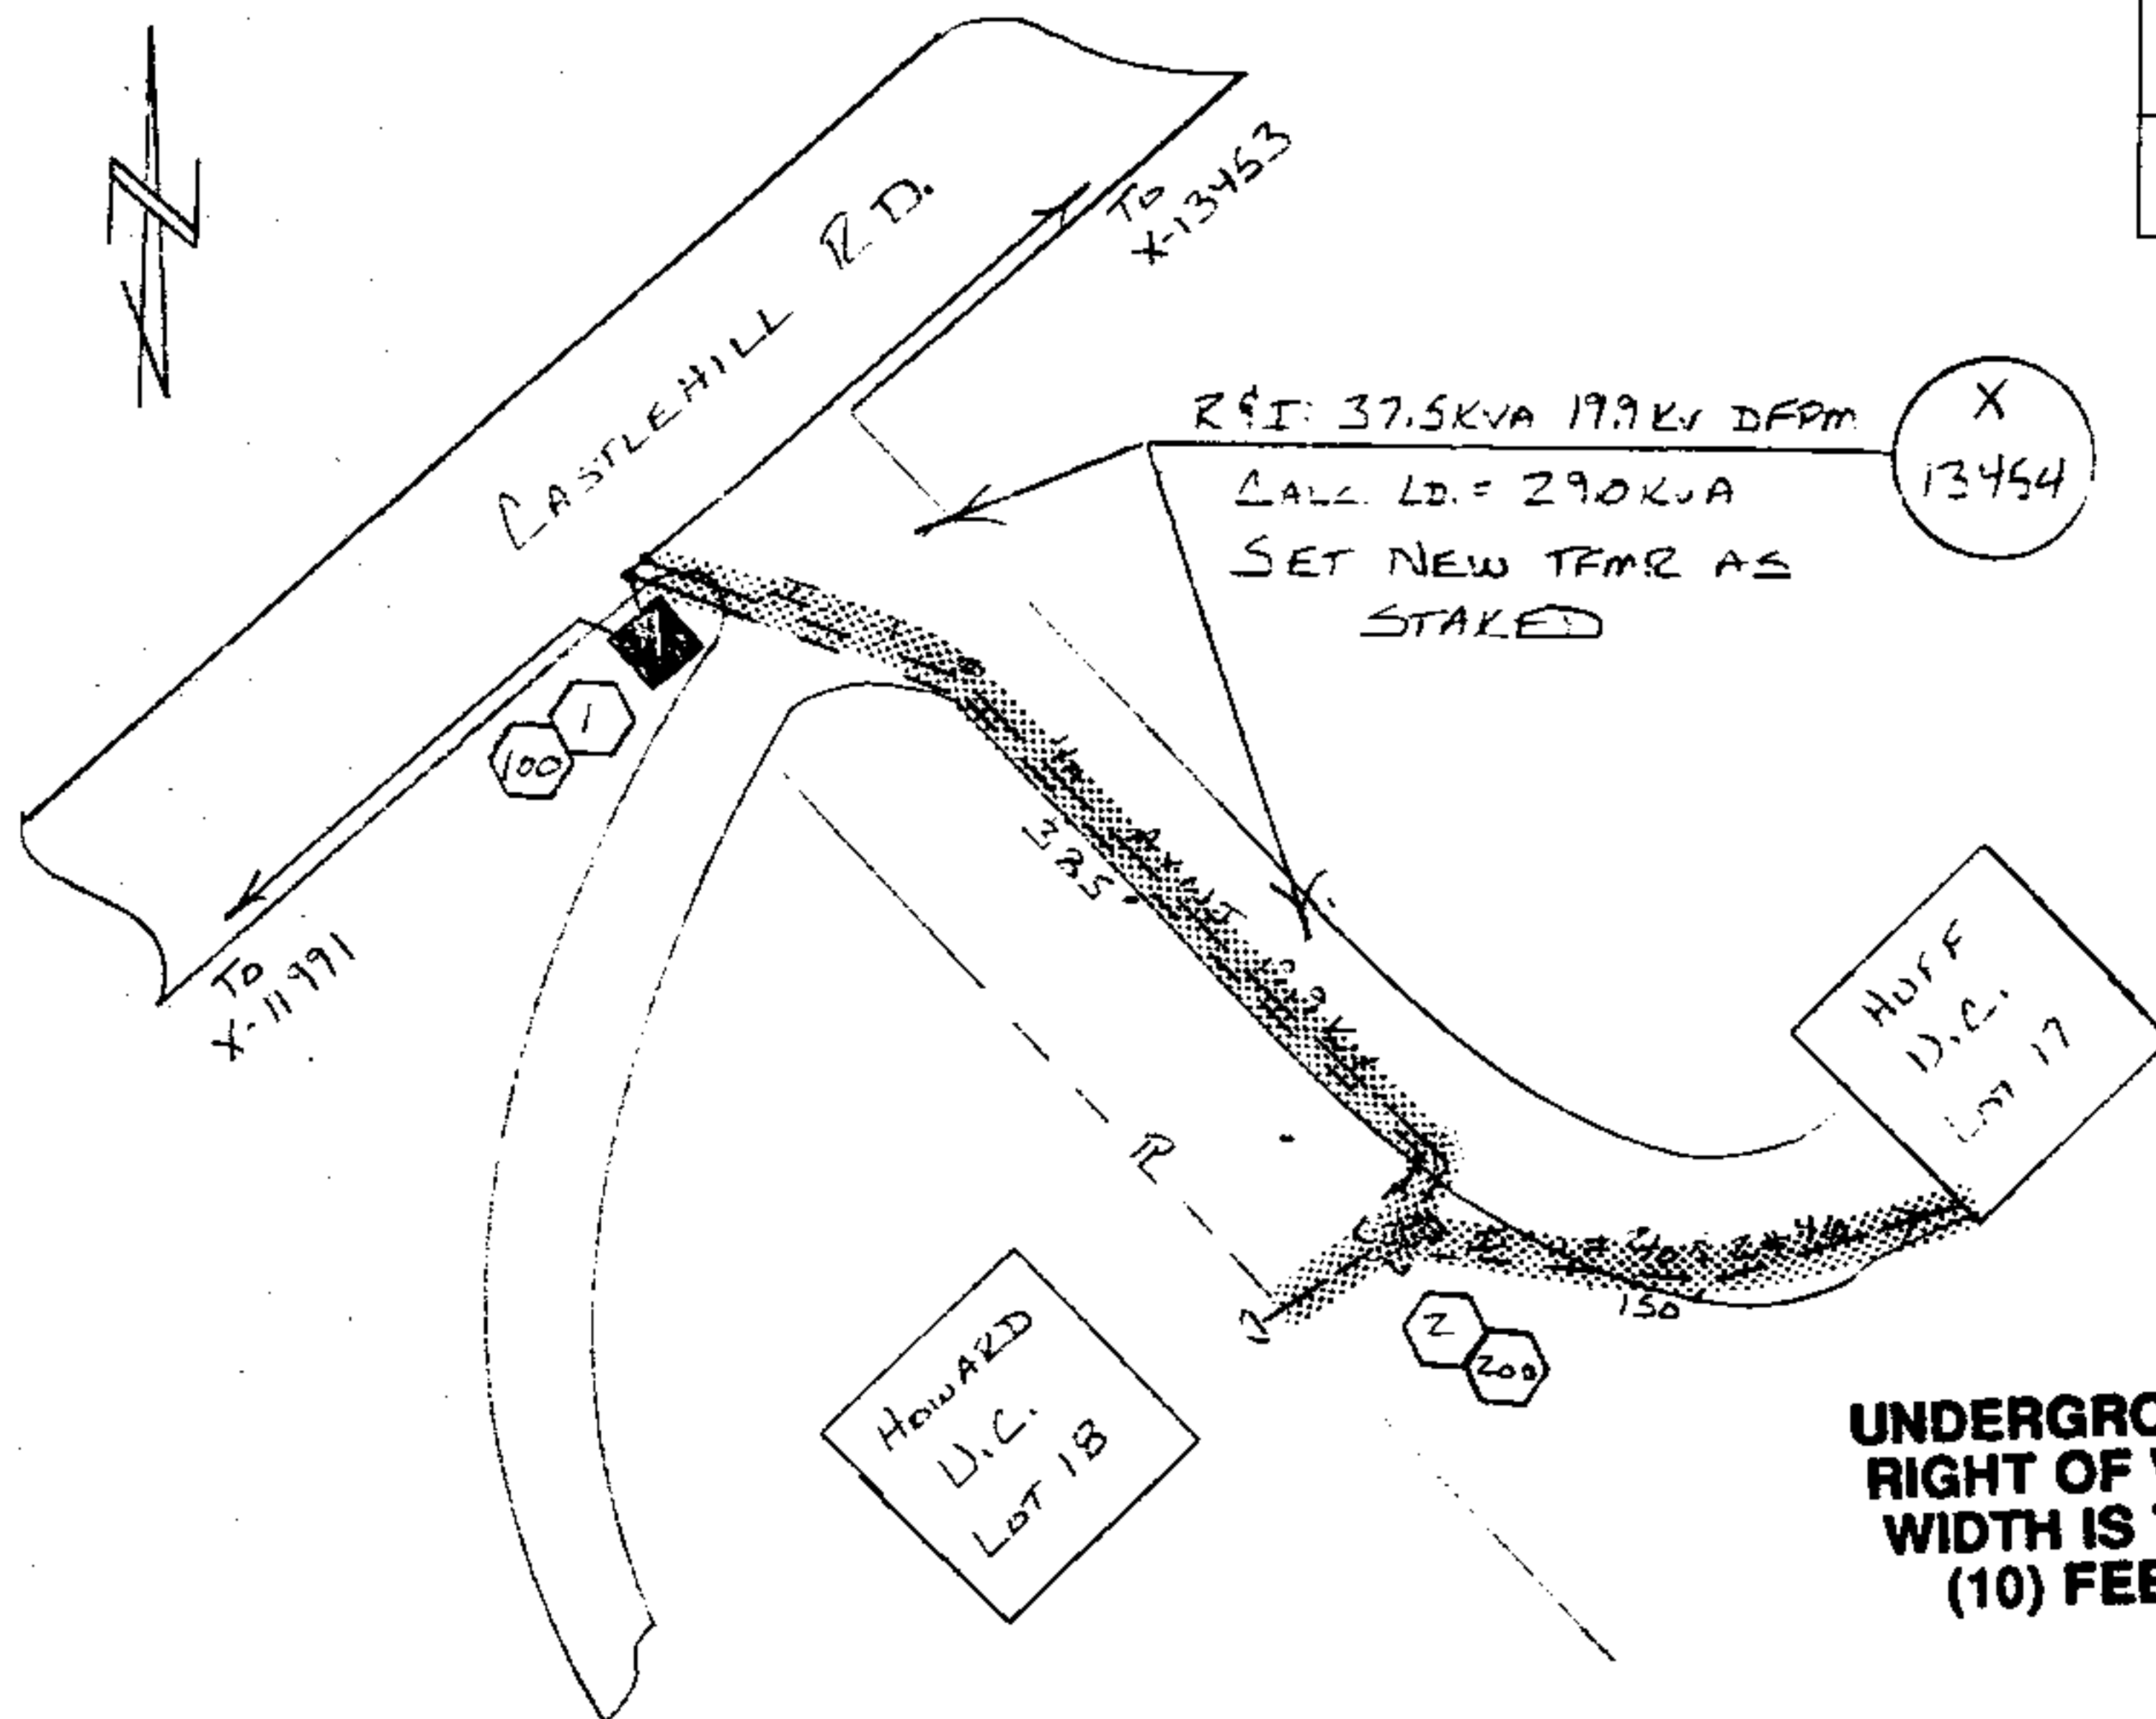 CASTLEHILL RD.
TO
X-13453
R&I: 37.5KVA 19.9KV DFPM
CALC. LD. = 29.0KVA
SET NEW TFMR AS
STAKED
X
13454
1
100
TO
X-11991
335
HUFF
U.C.
LOT 17
R
150
2
200
HOWARD
U.C.
LOT 18
UNDERGRO
RIGHT OF
WIDTH IS
(10) FEE